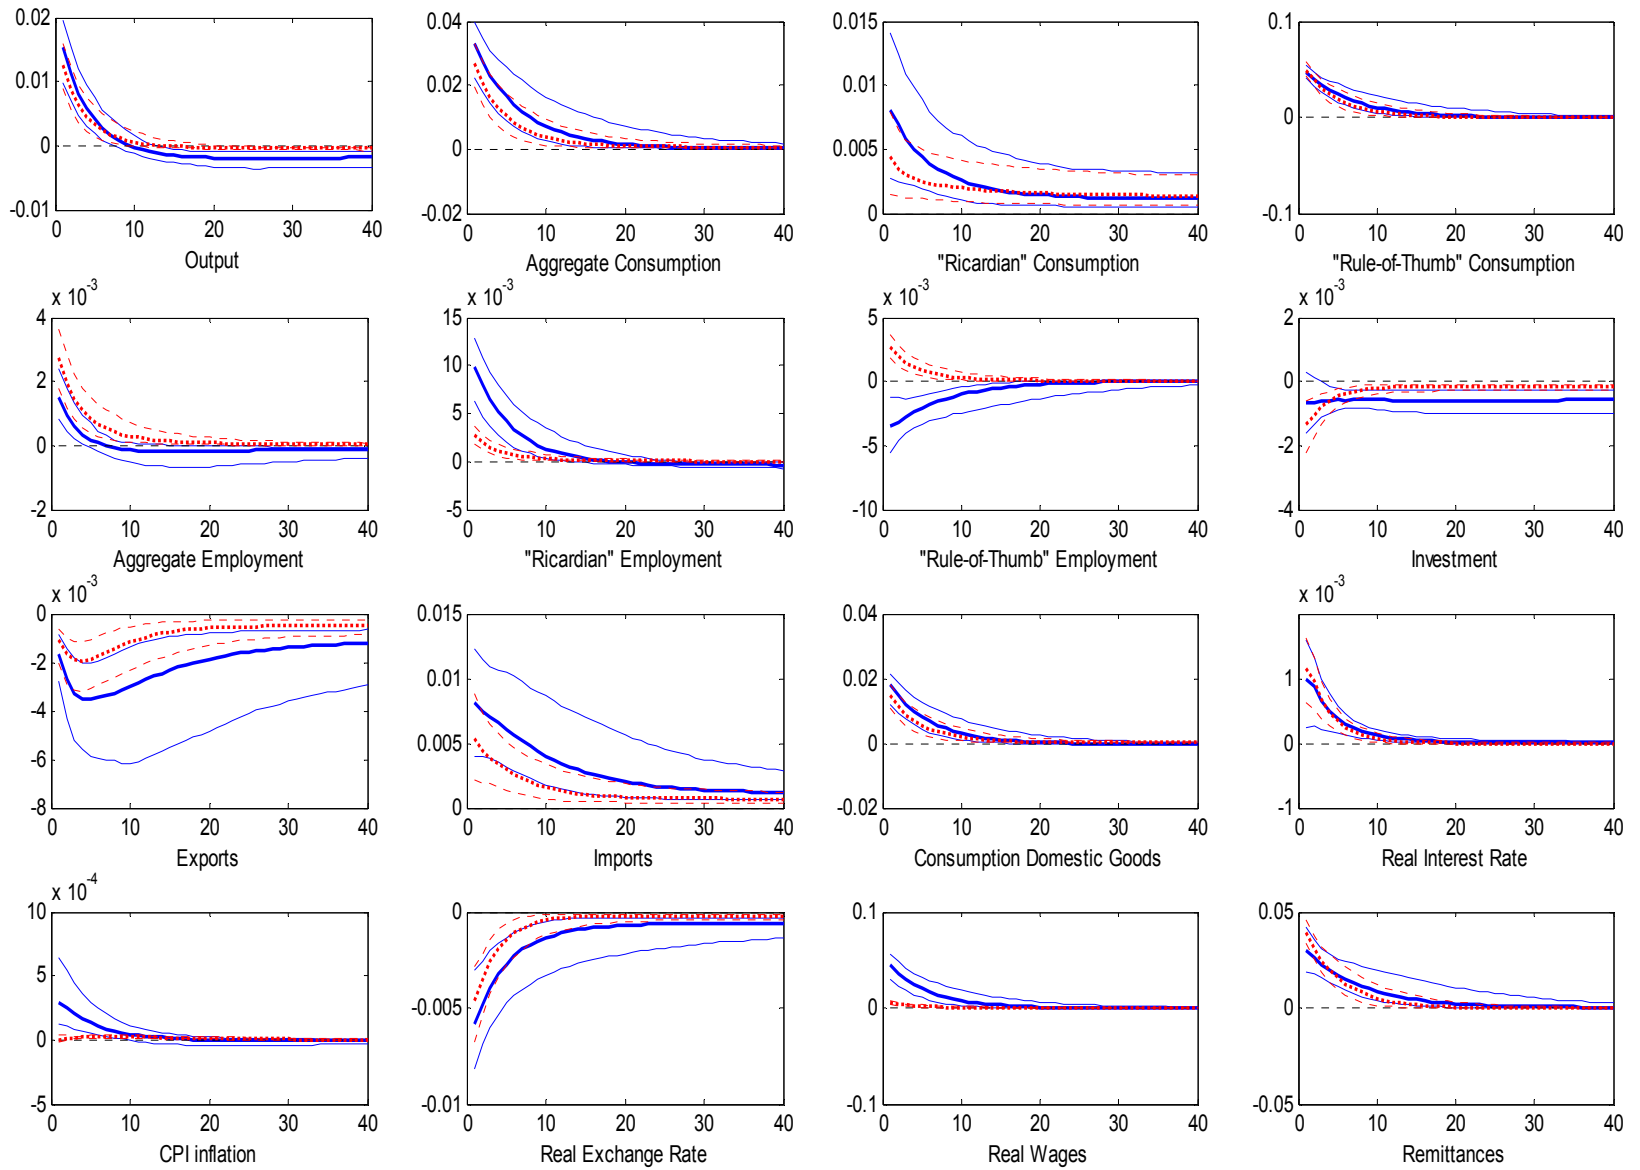 0.02
0.01
0
-0.01
0 10 20 30 40
Output
0.04
0.02
0
-0.02
0 10 20 30 40
Aggregate Consumption
0.015
0.01
0.005
0
0 10 20 30 40
"Ricardian" Consumption
0.1
0
-0.1
0 10 20 30 40
"Rule-of-Thumb" Consumption
x 10⁻³
4
2
0
-2
0 10 20 30 40
Aggregate Employment
x 10⁻³
15
10
5
0
-5
0 10 20 30 40
"Ricardian" Employment
x 10⁻³
5
0
-5
-10
0 10 20 30 40
"Rule-of-Thumb" Employment
x 10⁻³
2
0
-2
-4
0 10 20 30 40
Investment
x 10⁻³
0
-2
-4
-6
-8
0 10 20 30 40
Exports
0.015
0.01
0.005
0
0 10 20 30 40
Imports
0.04
0.02
0
-0.02
0 10 20 30 40
Consumption Domestic Goods
x 10⁻³
1
0
-1
0 10 20 30 40
Real Interest Rate
x 10⁻⁴
10
5
0
-5
0 10 20 30 40
CPI inflation
0
-0.005
-0.01
0 10 20 30 40
Real Exchange Rate
0.1
0
-0.1
0 10 20 30 40
Real Wages
0.05
0
-0.05
0 10 20 30 40
Remittances